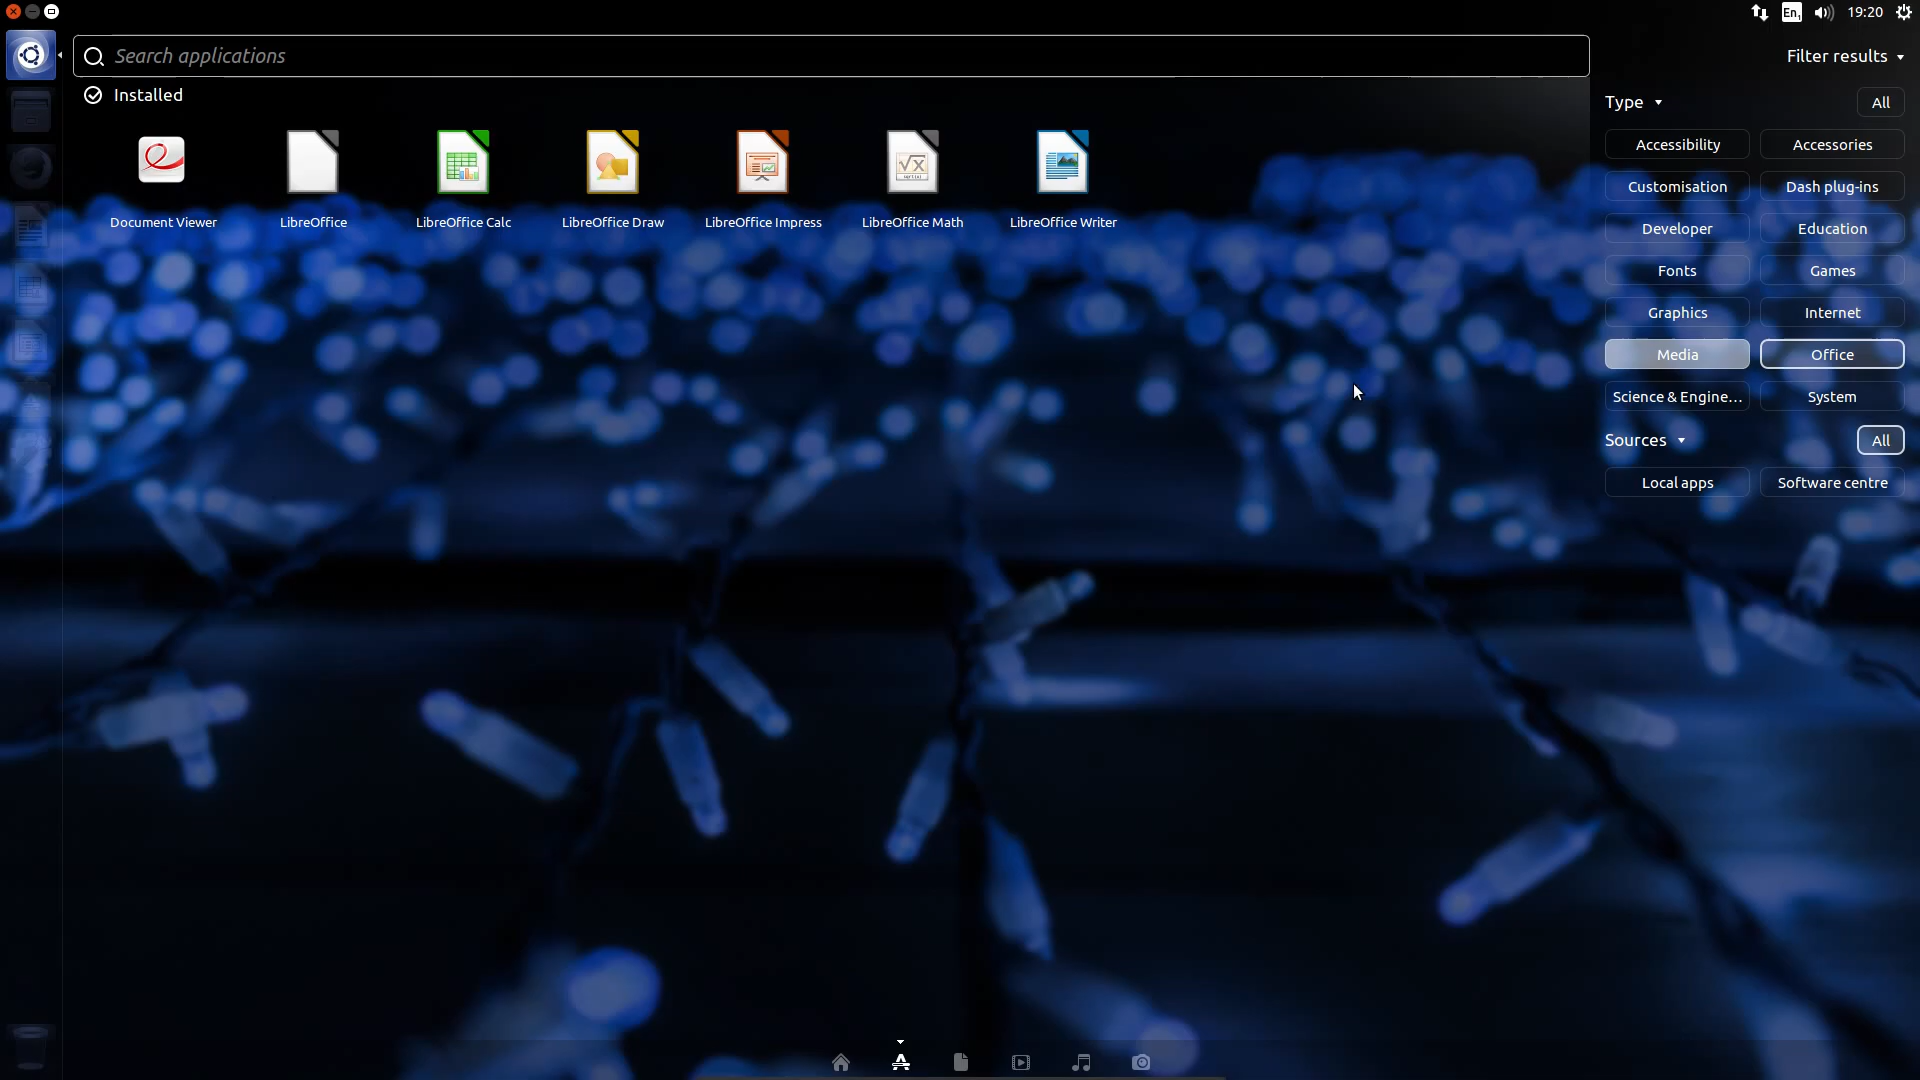 En1 19:20
Search applications
Filter results
Installed
Type All
Accessibility Accessories
Customisation Dash plug-ins
Developer Education
Fonts Games
Graphics Internet
Media Office
Science & Engine… System
Sources All
Local apps Software centre
Document Viewer LibreOffice LibreOffice Calc LibreOffice Draw LibreOffice Impress LibreOffice Math LibreOffice Writer